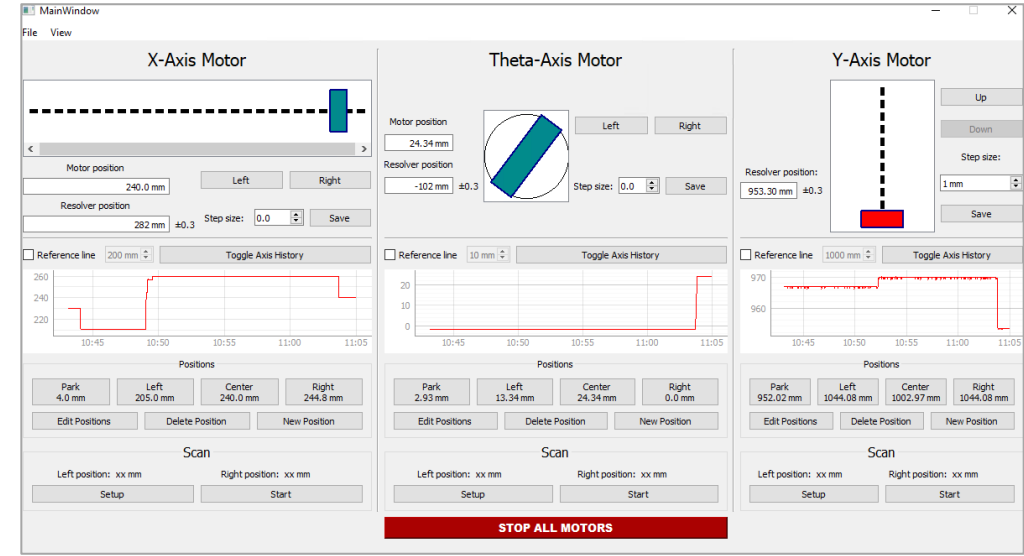 MainWindow
File View
X-Axis Motor
Motor position
240.0 mm
Left Right
Resolver position
282 mm ±0.3
Step size: 0.0 Save
Reference line 200 mm Toggle Axis History
260
240
220
10:45 10:50 10:55 11:00 11:05
Positions
Park 4.0 mm
Left 205.0 mm
Center 240.0 mm
Right 244.8 mm
Edit Positions Delete Position New Position
Scan
Left position: xx mm Right position: xx mm
Setup Start
Theta-Axis Motor
Motor position
24.34 mm
Left Right
Resolver position
-102 mm ±0.3
Step size: 0.0 Save
Reference line 10 mm Toggle Axis History
20
10
0
10:45 10:50 10:55 11:00 11:05
Positions
Park 2.93 mm
Left 13.34 mm
Center 24.34 mm
Right 0.0 mm
Edit Positions Delete Position New Position
Scan
Left position: xx mm Right position: xx mm
Setup Start
STOP ALL MOTORS
Y-Axis Motor
Up
Down
Step size:
1 mm
Save
Resolver position:
953.30 mm ±0.3
Reference line 1000 mm Toggle Axis History
970
960
10:45 10:50 10:55 11:00 11:05
Positions
Park 952.02 mm
Left 1044.08 mm
Center 1002.97 mm
Right 1044.08 mm
Edit Positions Delete Position New Position
Scan
Left position: xx mm Right position: xx mm
Setup Start